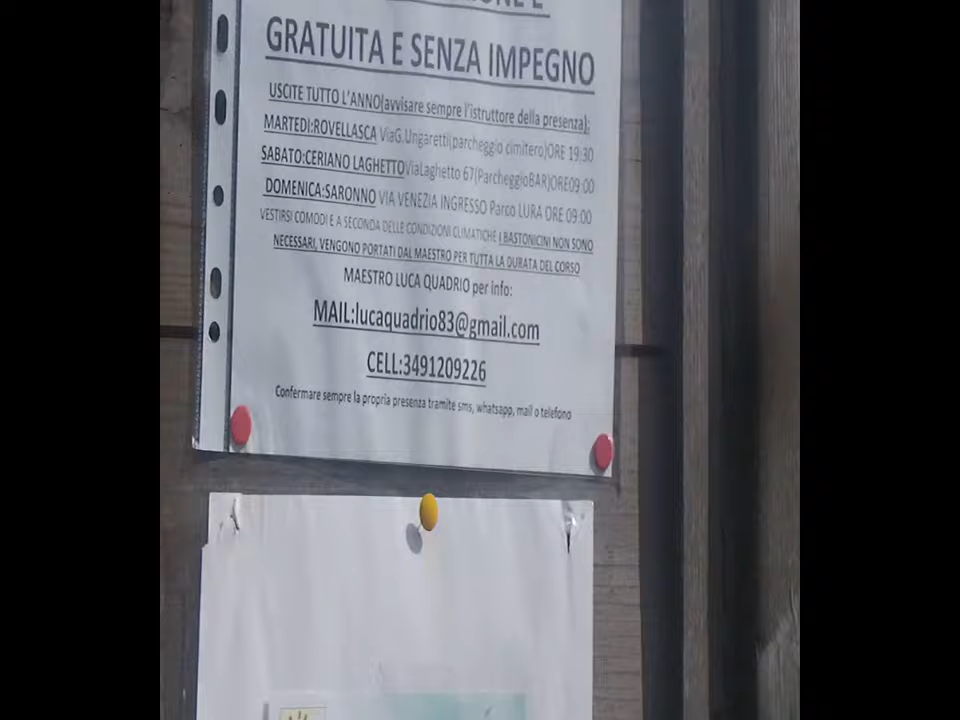 GRATUITA E SENZA IMPEGNO
USCITE TUTTO L'ANNO(avvisare sempre l'istruttore della presenza):
MARTEDI:ROVELLASCA ViaG.Ungaretti(parcheggio cimitero)ORE 19:30
SABATO:CERIANO LAGHETTOViaLaghetto 67(ParcheggioBAR)ORE09:00
DOMENICA:SARONNO VIA VENEZIA INGRESSO Parco LURA ORE 09:00
VESTIRSI COMODI E A SECONDA DELLE CONDIZIONI CLIMATICHE I BASTONICINI NON SONO
NECESSARI, VENGONO PORTATI DAL MAESTRO PER TUTTA LA DURATA DEL CORSO
MAESTRO LUCA QUADRIO per info:
MAIL:lucaquadrio83@gmail.com
CELL:3491209226
Confermare sempre la propria presenza tramite sms, whatsapp, mail o telefono